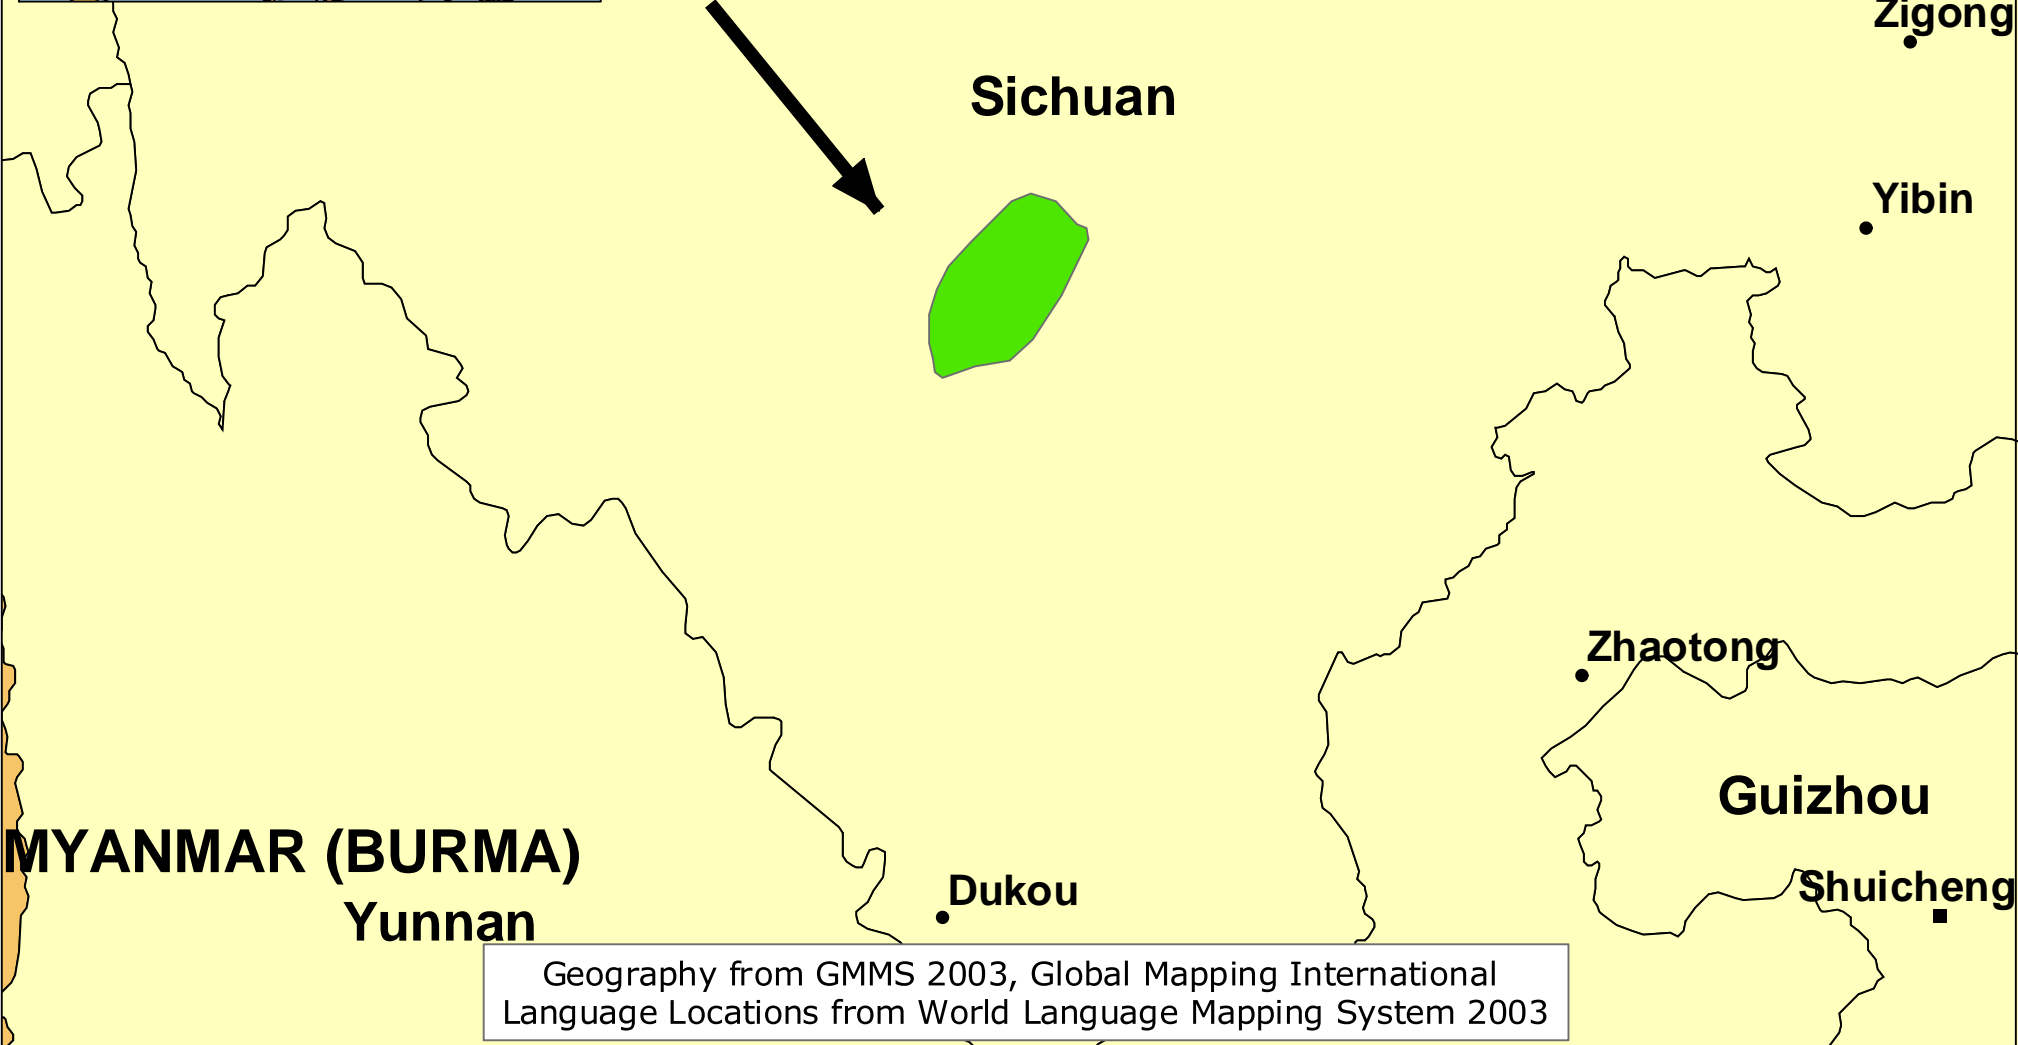 Zigong
Sichuan
Yibin
Zhaotong
Guizhou
MYANMAR (BURMA)
Shuicheng
Dukou
Yunnan
Geography from GMMS 2003, Global Mapping International
Language Locations from World Language Mapping System 2003